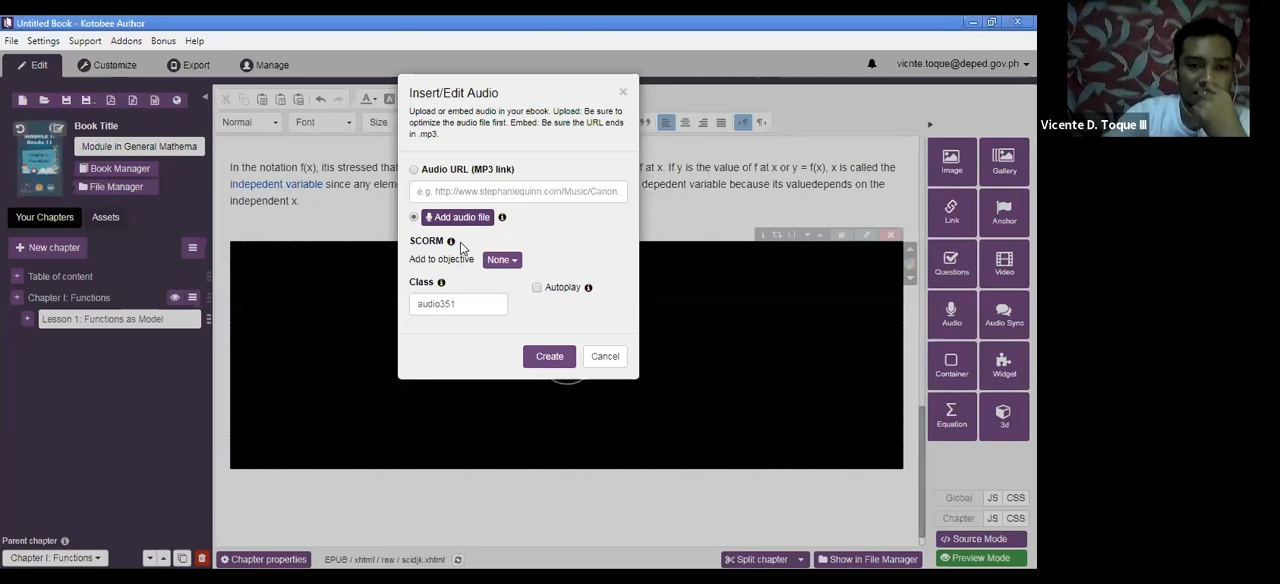 Untitled Book - Kotobee Author
File Settings Support Addons Bonus Help
Edit Customize Export Manage
vicnte.toque@deped.gov.ph
Book Title
Module in General Mathema
Book Manager
File Manager
Your Chapters Assets
+ New chapter
Table of content
Chapter I: Functions
Lesson 1: Functions as Model
Parent chapter
Chapter I: Functions
Normal Font Size
In the notation f(x), itis stressed that
f at x. If y is the value of f at x or y = f(x), x is called the
indepedent variable since any elem
depedent variable because its valuedepends on the
independent x.
Insert/Edit Audio
Upload or embed audio in your ebook. Upload: Be sure to
optimize the audio file first. Embed: Be sure the URL ends
in .mp3.
Audio URL (MP3 link)
e.g. http://www.stephaniequinn.com/Music/Canon.
Add audio file
SCORM
Add to objective None
Class
Autoplay
audio351
Create Cancel
Image Gallery
Link Anchor
Questions Video
Audio Audio Sync
Container Widget
Equation 3d
Global JS CSS
Chapter JS CSS
</> Source Mode
Preview Mode
Chapter properties EPUB / xhtml / raw / scidjk.xhtml
Split chapter Show in File Manager
Vicente D. Toque III